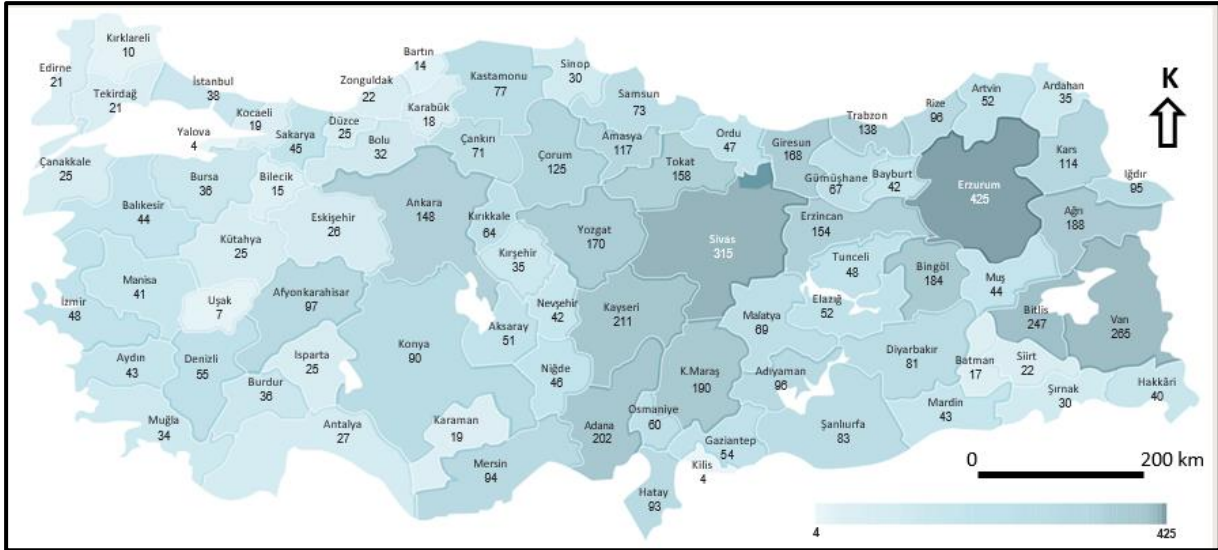 Kırklareli
10
Edirne
21
Tekirdağ
21
İstanbul
38
Kocaeli
19
Yalova
4
Sakarya
45
Düzce
25
Zonguldak
22
Bartın
14
Karabük
18
Bolu
32
Kastamonu
77
Çankırı
71
Sinop
30
Samsun
73
Çorum
125
Amasya
117
Tokat
158
Ordu
47
Giresun
168
Trabzon
138
Gümüşhane
67
Bayburt
42
Rize
96
Artvin
52
Ardahan
35
Kars
114
Iğdır
95
Erzurum
425
Ağrı
188
K
Çanakkale
25
Bursa
36
Bilecik
15
Balıkesir
44
Eskişehir
26
Kütahya
25
Ankara
148
Kırıkkale
64
Kırşehir
35
Yozgat
170
Sivas
315
Erzincan
154
Tunceli
48
Bingöl
184
Muş
44
Bitlis
247
Van
265
Manisa
41
İzmir
48
Uşak
7
Afyonkarahisar
97
Konya
90
Aksaray
51
Nevşehir
42
Kayseri
211
Malatya
69
Elazığ
52
Diyarbakır
81
Batman
17
Siirt
22
Şırnak
30
Hakkâri
40
Aydın
43
Denizli
55
Burdur
36
Isparta
25
Niğde
46
K.Maraş
190
Adıyaman
96
Mardin
43
Muğla
34
Antalya
27
Karaman
19
Mersin
94
Adana
202
Osmaniye
60
Gaziantep
54
Kilis
4
Hatay
93
Şanlıurfa
83
0 200 km
4 425